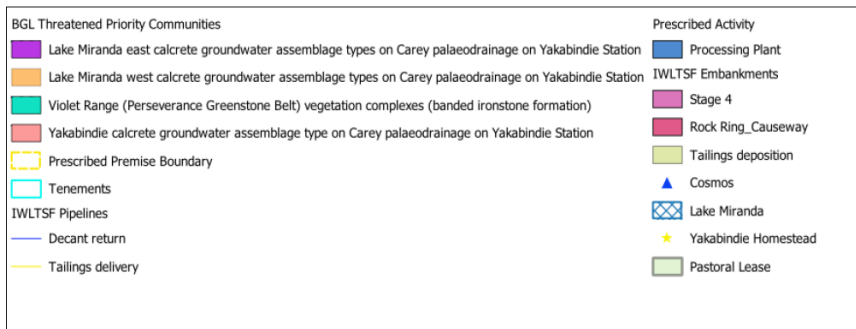 BGL Threatened Priority Communities
Lake Miranda east calcrete groundwater assemblage types on Carey palaeodrainage on Yakabindie Station
Lake Miranda west calcrete groundwater assemblage types on Carey palaeodrainage on Yakabindie Station
Violet Range (Perseverance Greenstone Belt) vegetation complexes (banded ironstone formation)
Yakabindie calcrete groundwater assemblage type on Carey palaeodrainage on Yakabindie Station
Prescribed Premise Boundary
Tenements
IWLTSF Pipelines
Decant return
Tailings delivery
Prescribed Activity
Processing Plant
IWLTSF Embankments
Stage 4
Rock Ring_Causeway
Tailings deposition
Cosmos
Lake Miranda
Yakabindie Homestead
Pastoral Lease